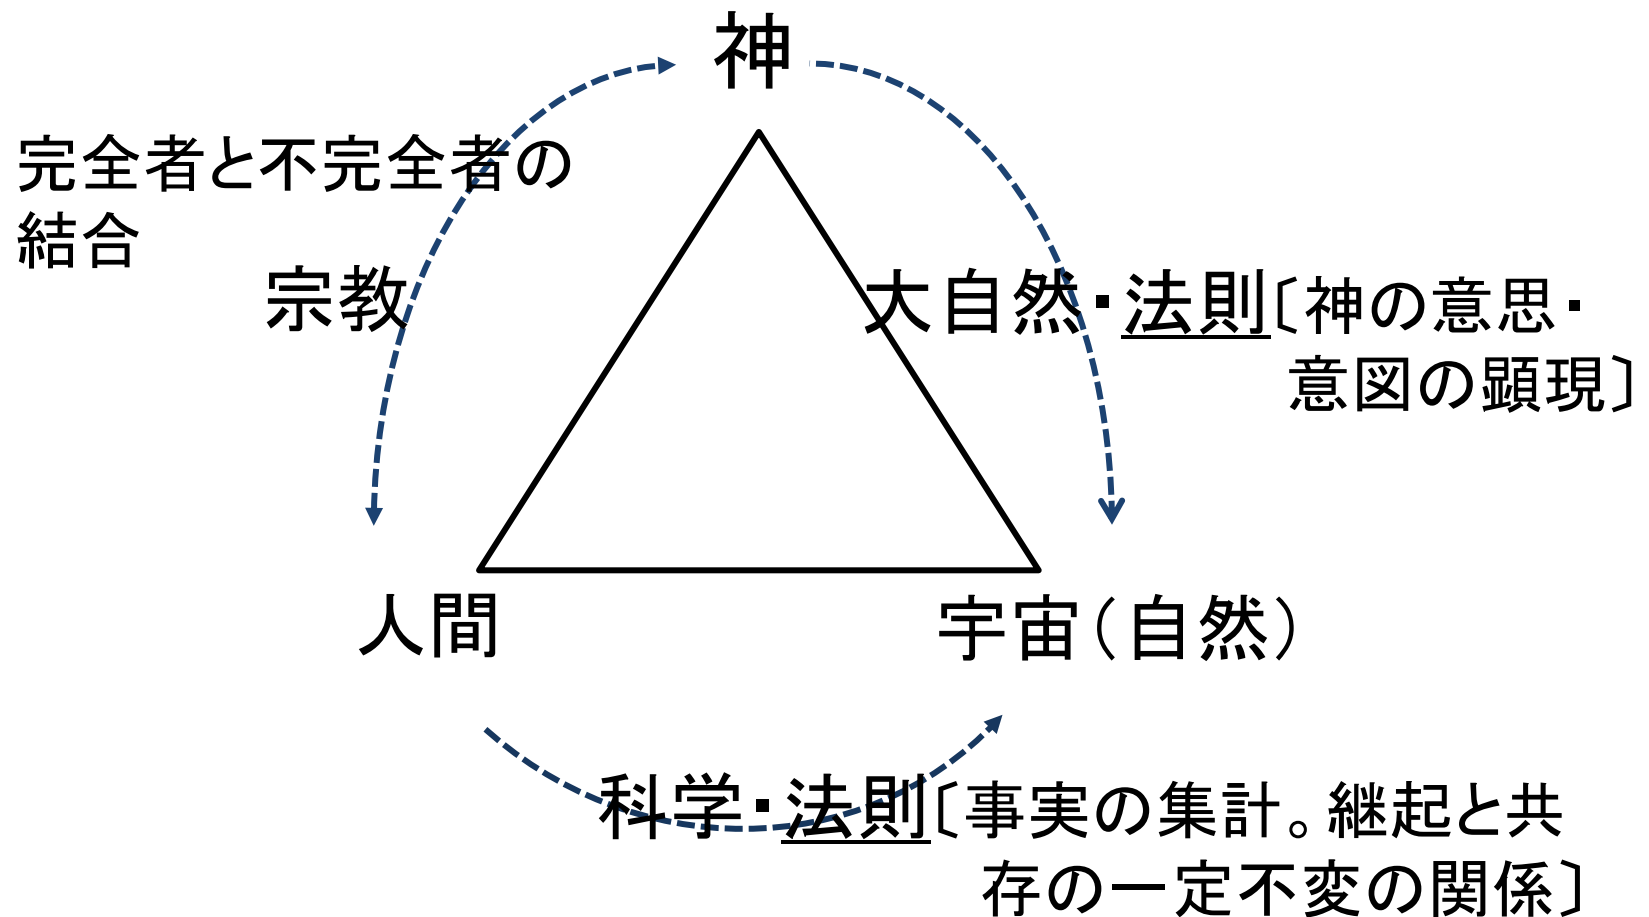 神
完全者と不完全者の
結合
宗教
大自然・法則〔神の意思・
意図の顕現〕
人間
宇宙(自然)
科学・法則〔事実の集計。継起と共
存の一定不変の関係〕